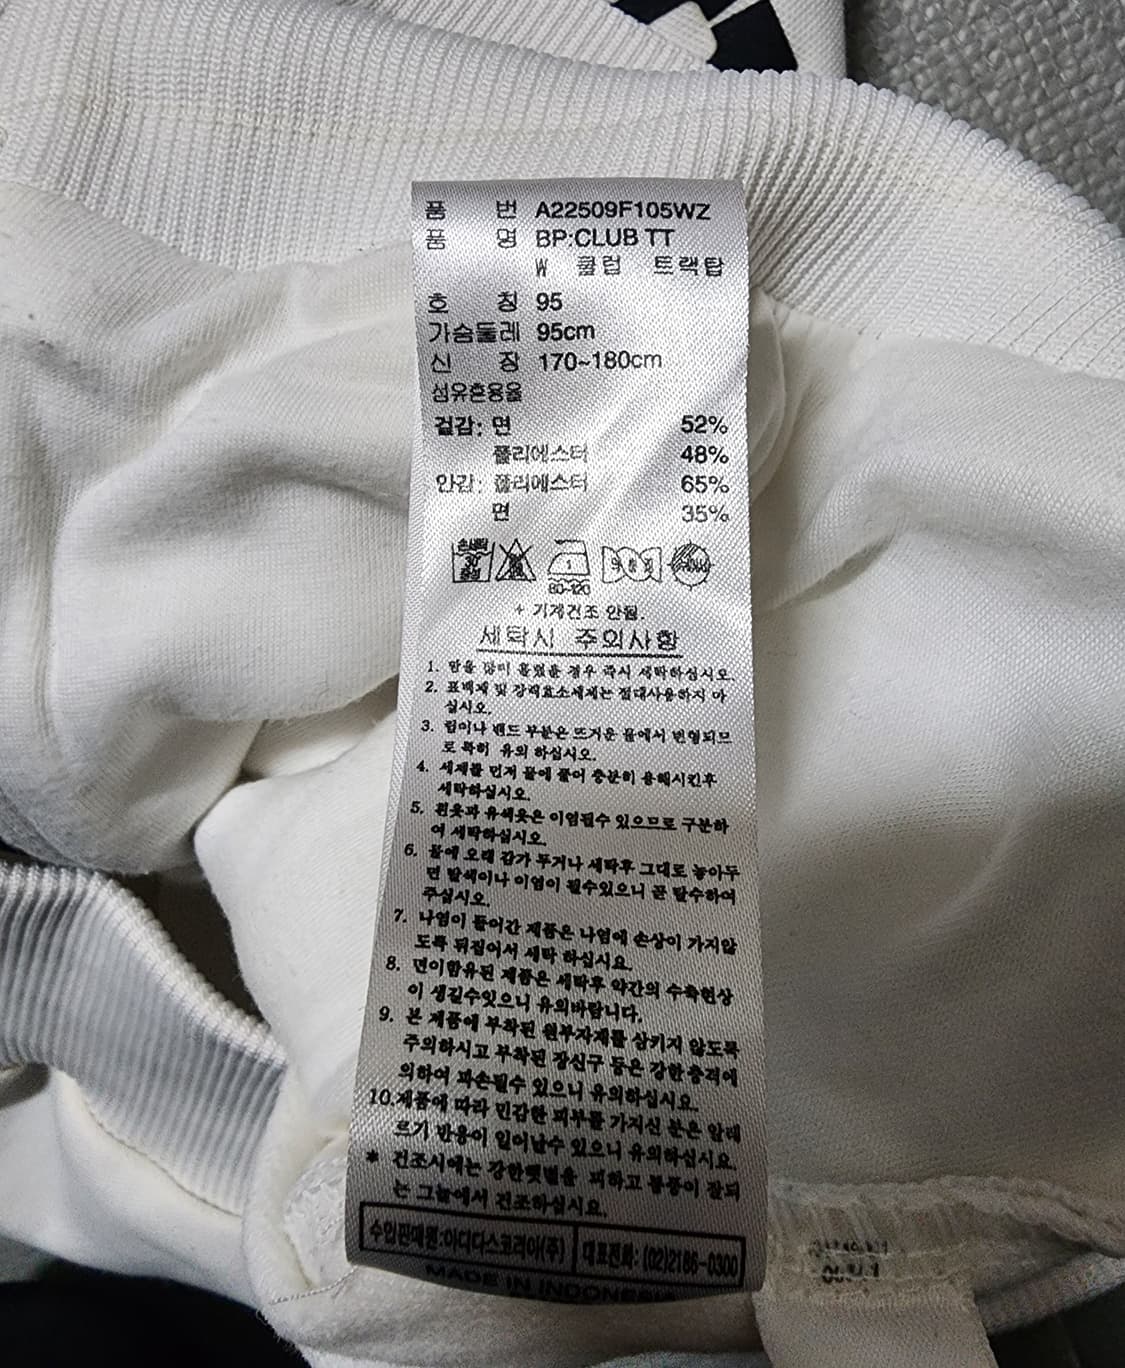 품 번 A22509F105WZ
품 명 BP:CLUB TT
W 클럽 트랙탑
호 칭 95
가슴둘레 95cm
신 장 170~180cm
섬유혼용율
겉감: 면 52%
폴리에스터 48%
안감: 폴리에스터 65%
면 35%
손세탁
30 1
중성 80~120
+ 기계건조 안됨.
세탁시 주의사항
1. 땀을 많이 흘렸을 경우 즉시 세탁하십시오.
2. 표백제 및 강력효소세제는 절대사용하지 마
십시오.
3. 립이나 밴드 부분은 뜨거운 물에서 변형되므
로 특히 유의 하십시오.
4. 세제를 먼저 물에 풀어 충분히 용해시킨후
세탁하십시오.
5. 흰옷과 유색옷은 이염될수 있으므로 구분하
여 세탁하십시오.
6. 물에 오래 담가 두거나 세탁후 그대로 놓아두
면 탈색이나 이염이 될수있으니 곧 탈수하여
주십시오.
7. 나염이 들어간 제품은 나염에 손상이 가지않
도록 뒤집어서 세탁 하십시요.
8. 면이함유된 제품은 세탁후 약간의 수축현상
이 생길수있으니 유의바랍니다.
9. 본 제품에 부착된 원부자재를 삼키지 않도록
주의하시고 부착된 장신구 등은 강한충격에
의하여 파손될수 있으니 유의하십시요.
10.제품에 따라 민감한 피부를 가지신 분은 알레
르기 반응이 일어날수 있으니 유의하십시요.
* 건조시에는 강한햇볕을 피하고 통풍이 잘되
는 그늘에서 건조하십시요.
수입판매원:아디다스코리아(주) 대표전화: (02)2186-0300
MADE IN INDONESIA